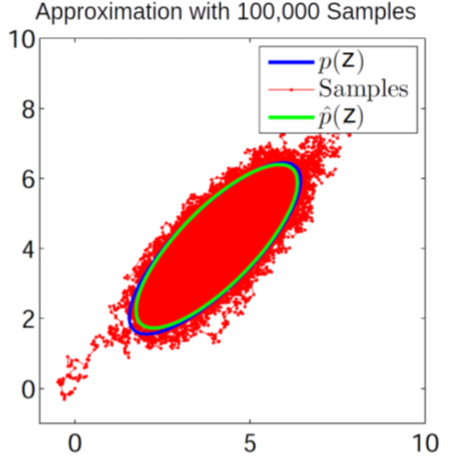 Approximation with 100,000 Samples
10
p(z)
Samples
p̂(z)
8
6
4
2
0
0 5 10